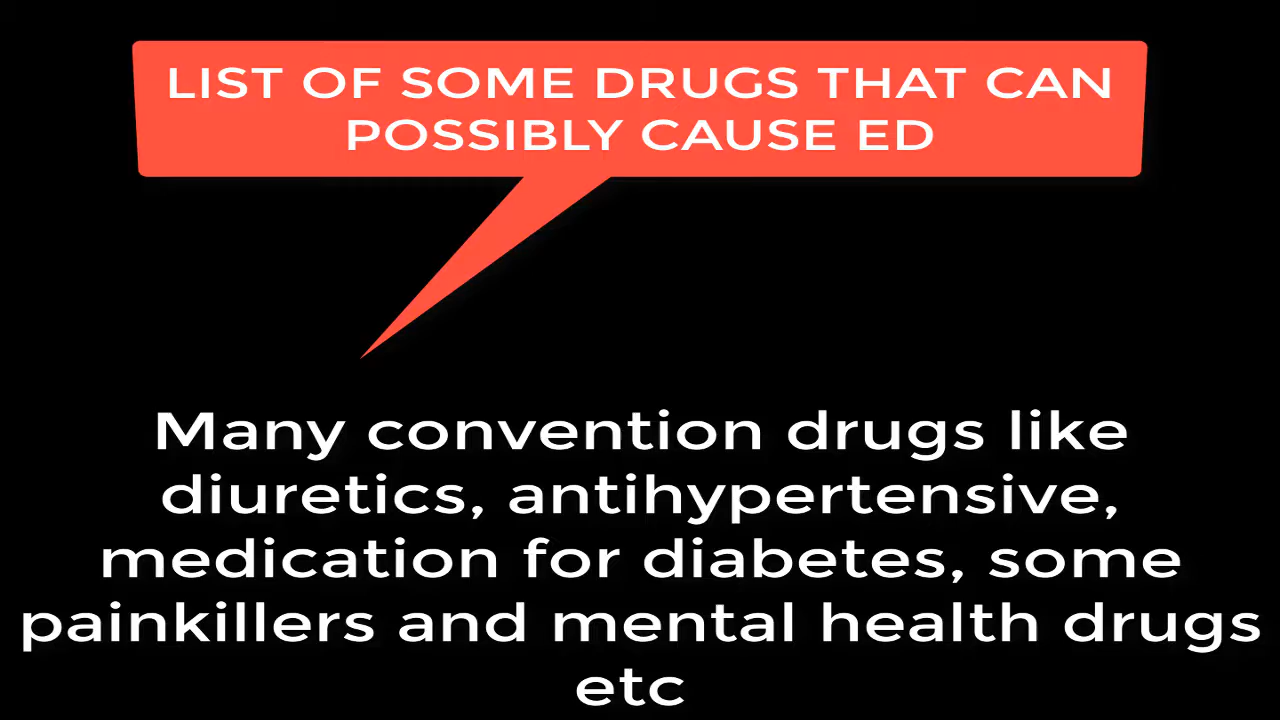 LIST OF SOME DRUGS THAT CAN
POSSIBLY CAUSE ED
Many convention drugs like
diuretics, antihypertensive,
medication for diabetes, some
painkillers and mental health drugs
etc